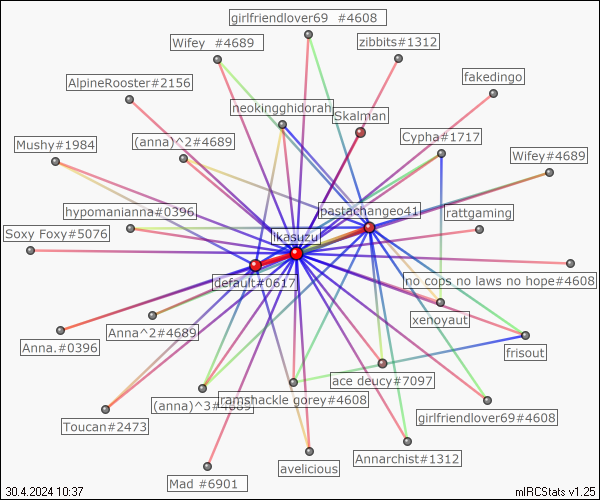 girlfriendlover69 #4608
Wifey #4689
zibbits#1312
fakedingo
AlpineRooster#2156
neokingghidorah
Skalman
Mushy#1984
(anna)^2#4689
Cypha#1717
Wifey#4689
hypomanianna#0396
pastachangeo41
rattgaming
Soxy Foxy#5076
lkasuzu
default#0617
no cops no laws no hope#4608
Anna^2#4689
xenoyaut
Anna.#0396
frisout
ace deucy#7097
(anna)^3#4689
ramshackle gorey#4608
Toucan#2473
girlfriendlover69#4608
Annarchist#1312
avelicious
Mad #6901
30.4.2024 10:37
mIRCStats v1.25